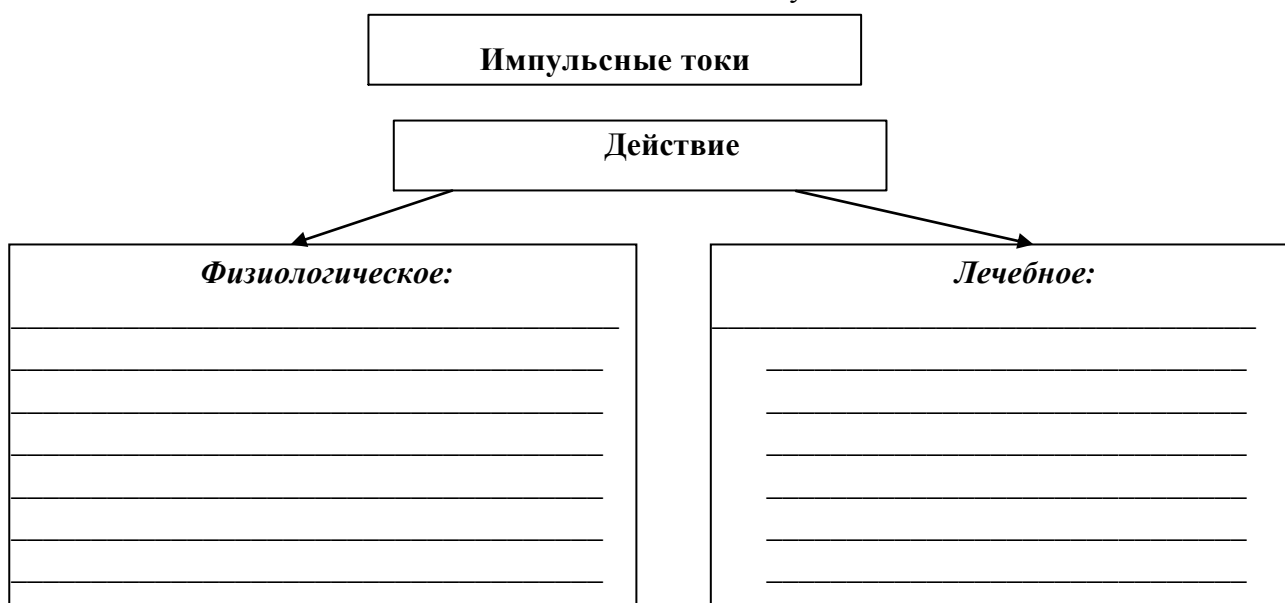 Импульсные токи
Действие
Физиологическое:
Лечебное: